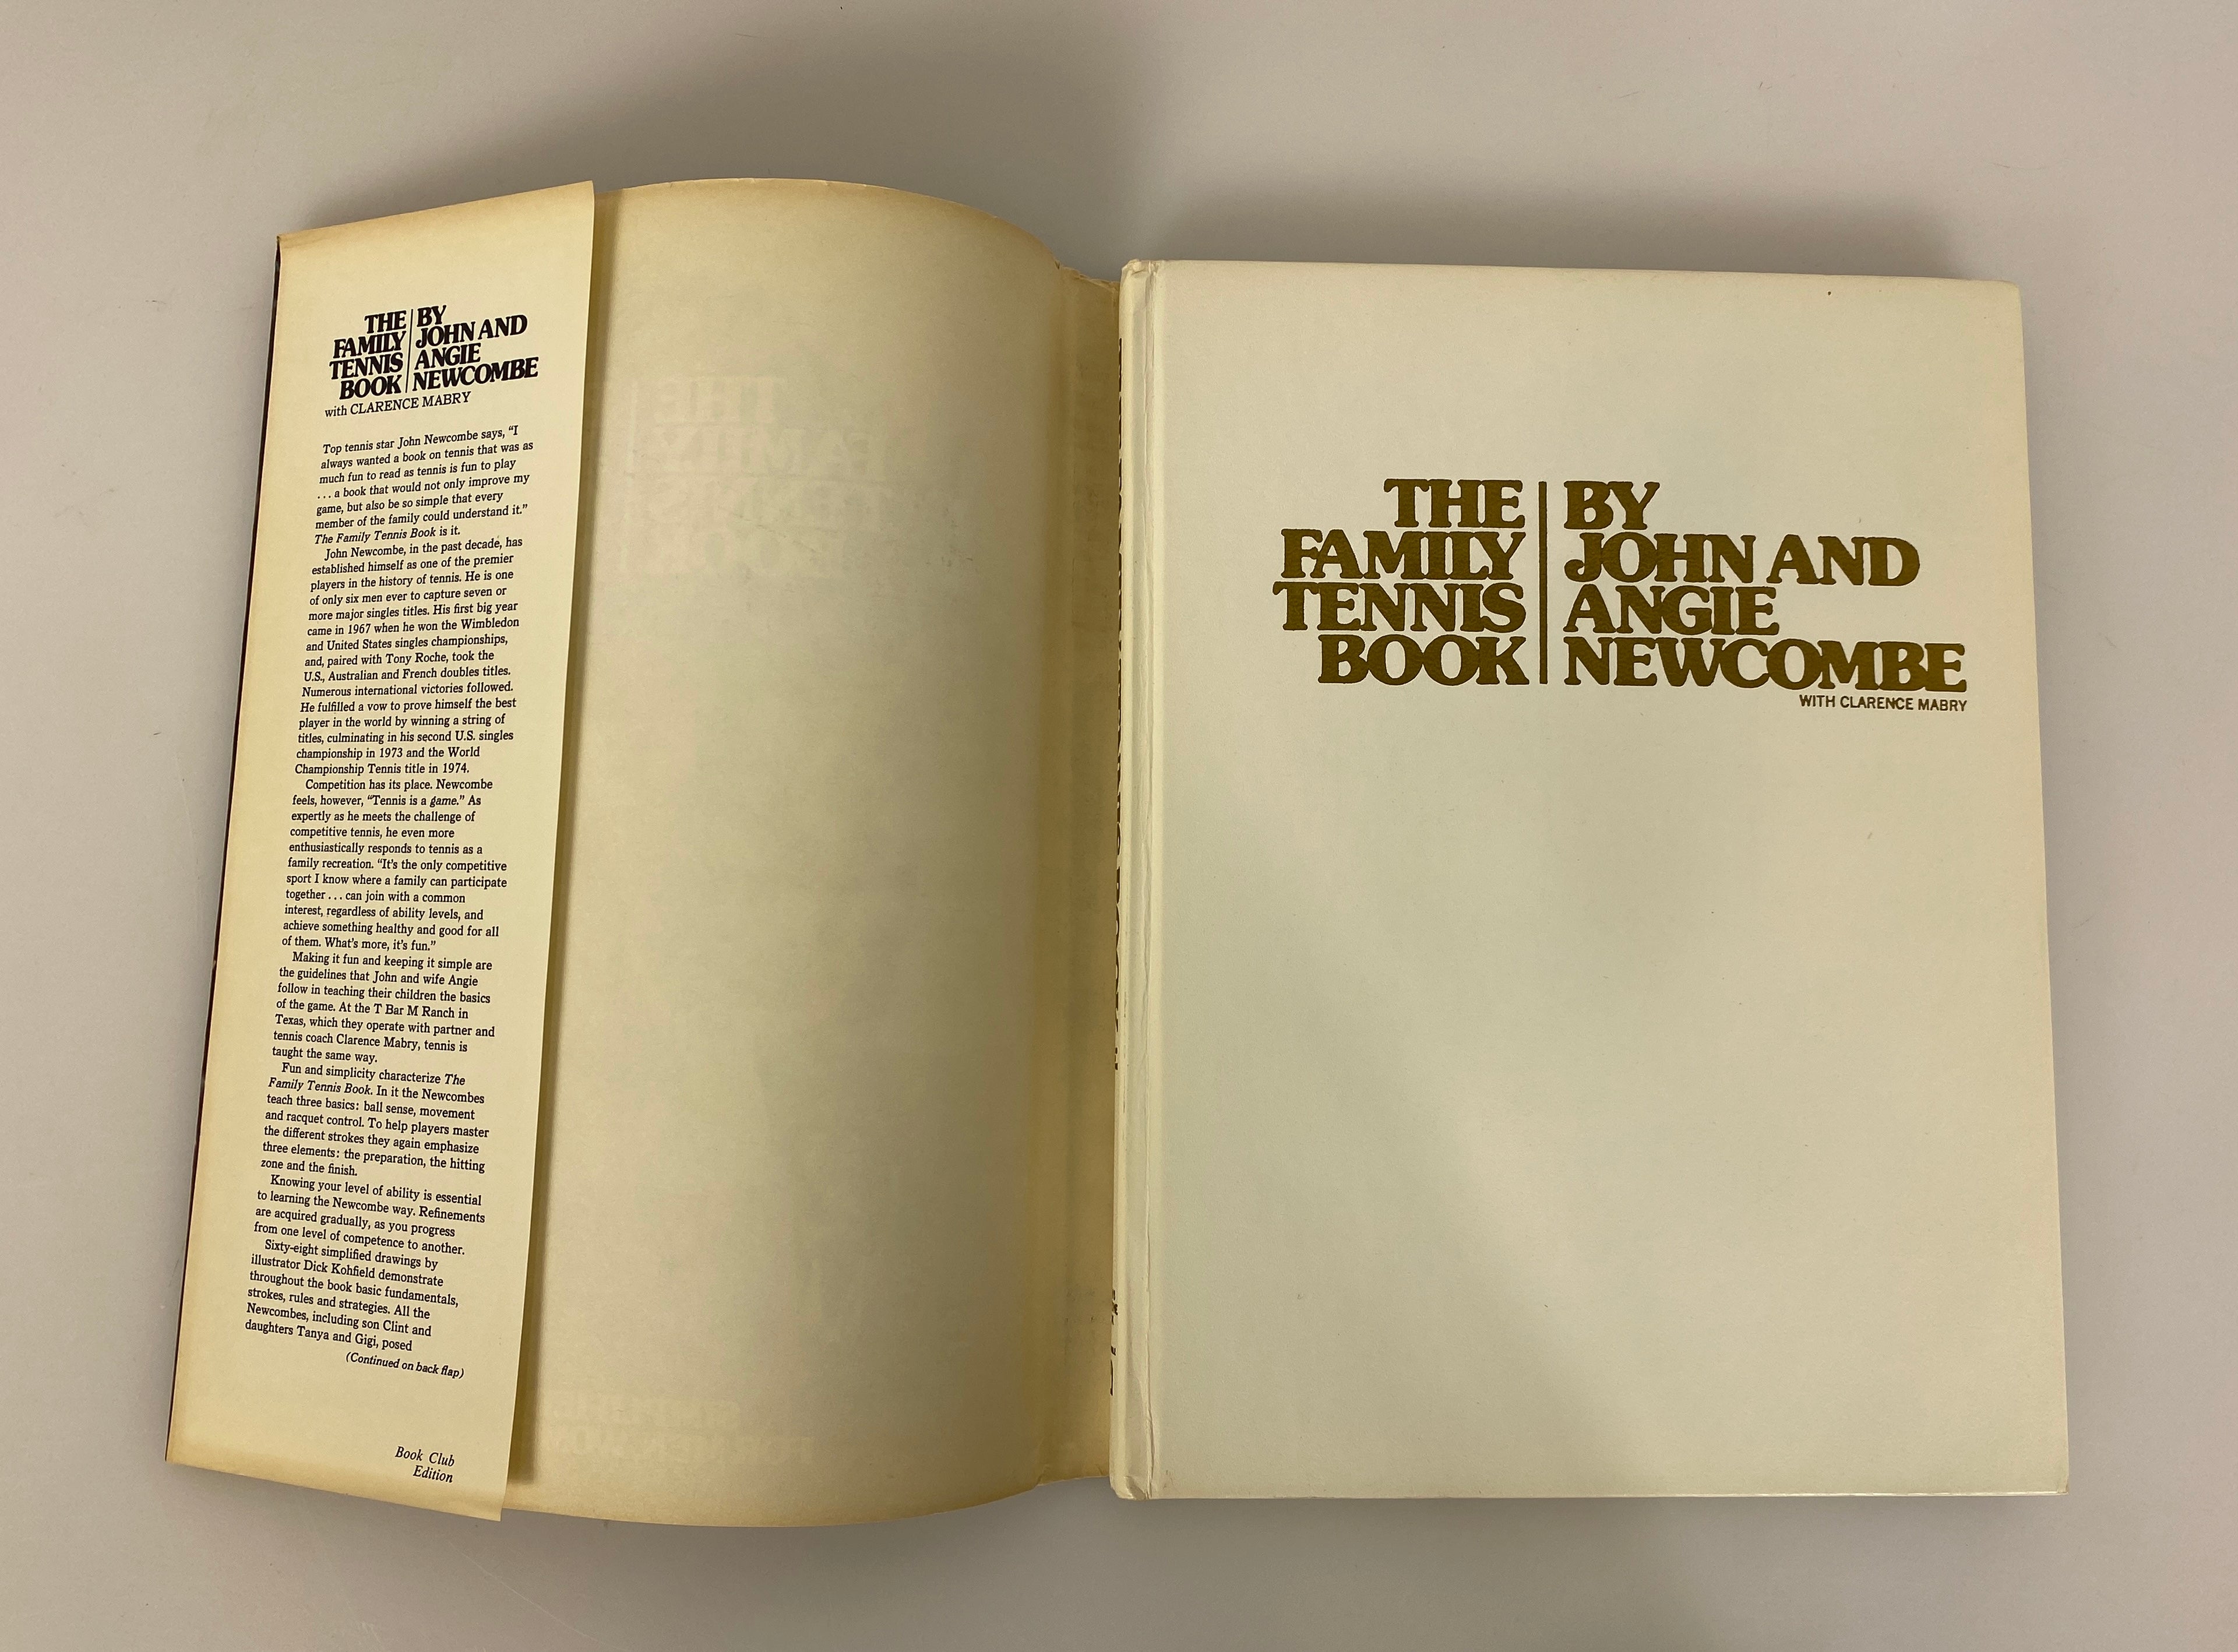 THE
FAMILY
TENNIS
BOOK
BY
JOHN AND
ANGIE
NEWCOMBE
with CLARENCE MABRY
Top tennis star John Newcombe says, “I
always wanted a book on tennis that was as
much fun to read as tennis is fun to play
. . . a book that would not only improve my
game, but also be so simple that every
member of the family could understand it.”
The Family Tennis Book is it.
John Newcombe, in the past decade, has
established himself as one of the premier
players in the history of tennis. He is one
of only six men ever to capture seven or
more major singles titles. His first big year
came in 1967 when he won the Wimbledon
and United States singles championships,
and, paired with Tony Roche, took the
U.S., Australian and French doubles titles.
Numerous international victories followed.
He fulfilled a vow to prove himself the best
player in the world by winning a string of
titles, culminating in his second U.S. singles
championship in 1973 and the World
Championship Tennis title in 1974.
Competition has its place. Newcombe
feels, however, “Tennis is a game.” As
expertly as he meets the challenge of
competitive tennis, he even more
enthusiastically responds to tennis as a
family recreation. “It’s the only competitive
sport I know where a family can participate
together . . . can join with a common
interest, regardless of ability levels, and
achieve something healthy and good for all
of them. What’s more, it’s fun.”
Making it fun and keeping it simple are
the guidelines that John and wife Angie
follow in teaching their children the basics
of the game. At the T Bar M Ranch in
Texas, which they operate with partner and
tennis coach Clarence Mabry, tennis is
taught the same way.
Fun and simplicity characterize The
Family Tennis Book. In it the Newcombes
teach three basics: ball sense, movement
and racquet control. To help players master
the different strokes they again emphasize
three elements: the preparation, the hitting
zone and the finish.
Knowing your level of ability is essential
to learning the Newcombe way. Refinements
are acquired gradually, as you progress
from one level of competence to another.
Sixty-eight simplified drawings by
illustrator Dick Kohfield demonstrate
throughout the book basic fundamentals,
strokes, rules and strategies. All the
Newcombes, including son Clint and
daughters Tanya and Gigi, posed
(Continued on back flap)
Book Club
Edition
THE
FAMILY
TENNIS
BOOK
BY
JOHN AND
ANGIE
NEWCOMBE
WITH CLARENCE MABRY